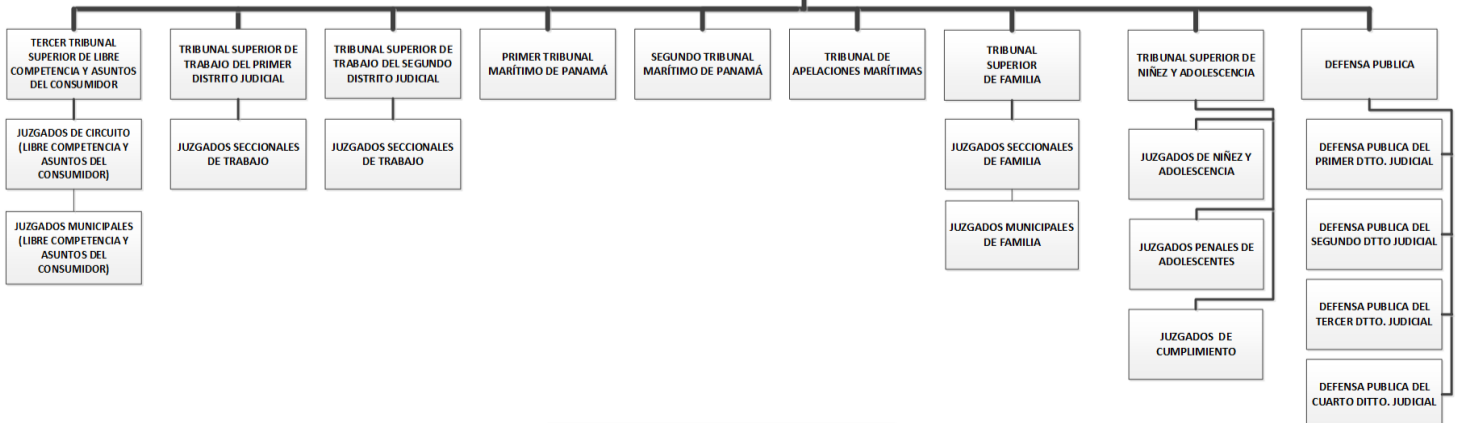 TERCER TRIBUNAL
SUPERIOR DE LIBRE
COMPETENCIA Y ASUNTOS
DEL CONSUMIDOR
TRIBUNAL SUPERIOR DE
TRABAJO DEL PRIMER
DISTRITO JUDICIAL
TRIBUNAL SUPERIOR DE
TRABAJO DEL SEGUNDO
DISTRITO JUDICIAL
PRIMER TRIBUNAL
MARÍTIMO DE PANAMÁ
SEGUNDO TRIBUNAL
MARÍTIMO DE PANAMÁ
TRIBUNAL DE
APELACIONES MARÍTIMAS
TRIBUNAL
SUPERIOR
DE FAMILIA
TRIBUNAL SUPERIOR DE
NIÑEZ Y ADOLESCENCIA
DEFENSA PUBLICA
JUZGADOS DE CIRCUITO
(LIBRE COMPETENCIA Y
ASUNTOS DEL
CONSUMIDOR)
JUZGADOS SECCIONALES
DE TRABAJO
JUZGADOS SECCIONALES
DE TRABAJO
JUZGADOS SECCIONALES
DE FAMILIA
JUZGADOS DE NIÑEZ Y
ADOLESCENCIA
DEFENSA PUBLICA DEL
PRIMER DTTO. JUDICIAL
JUZGADOS MUNICIPALES
(LIBRE COMPETENCIA Y
ASUNTOS DEL
CONSUMIDOR)
JUZGADOS MUNICIPALES
DE FAMILIA
JUZGADOS PENALES DE
ADOLESCENTES
DEFENSA PUBLICA DEL
SEGUNDO DTTO JUDICIAL
JUZGADOS DE
CUMPLIMIENTO
DEFENSA PUBLICA DEL
TERCER DTTO. JUDICIAL
DEFENSA PUBLICA DEL
CUARTO DITTO. JUDICIAL